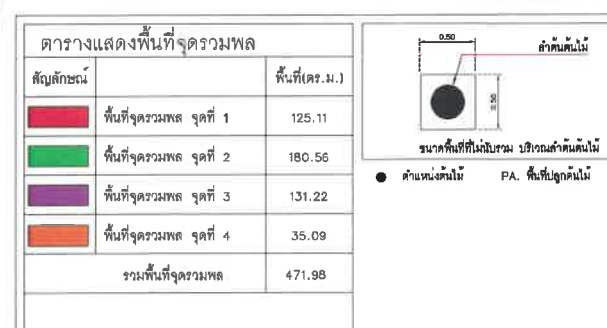 ตารางแสดงพื้นที่จุดรวมพล
สัญลักษณ์ พื้นที่(ตร.ม.)
พื้นที่จุดรวมพล จุดที่ 1 125.11
พื้นที่จุดรวมพล จุดที่ 2 180.56
พื้นที่จุดรวมพล จุดที่ 3 131.22
พื้นที่จุดรวมพล จุดที่ 4 35.09
รวมพื้นที่จุดรวมพล 471.98
0.50
ลำต้นต้นไม้
0.50
ขนาดพื้นที่ที่ไม่นับรวม บริเวณลำต้นต้นไม้
ตำแหน่งต้นไม้ PA. พื้นที่ปลูกต้นไม้